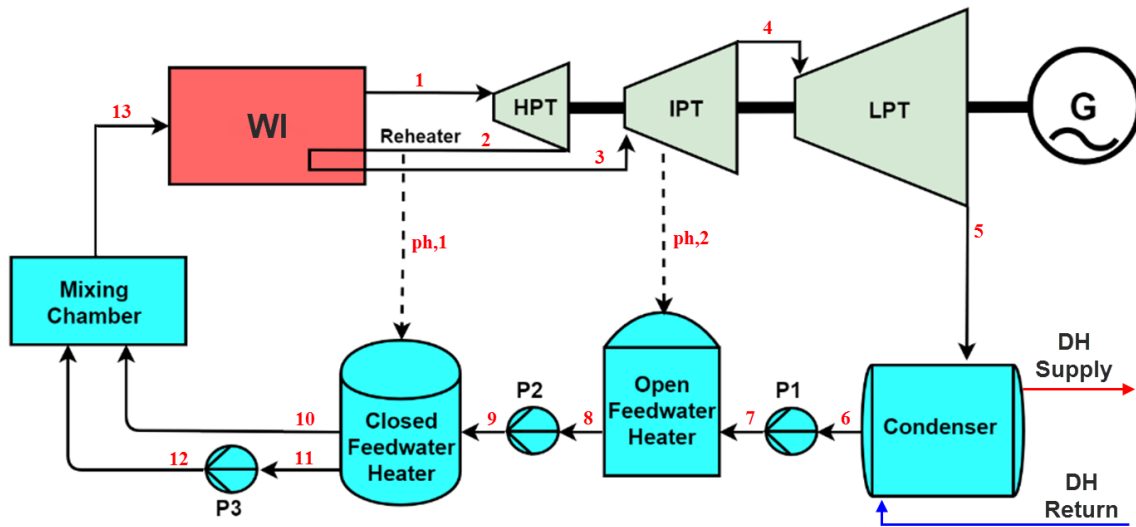 1
4
13
WI
HPT
IPT
LPT
G
Reheater
2
3
ph,1
ph,2
5
Mixing
Chamber
DH
Supply
10
Closed
Feedwater
Heater
9
P2
8
Open
Feedwater
Heater
7
P1
6
Condenser
12
11
P3
DH
Return